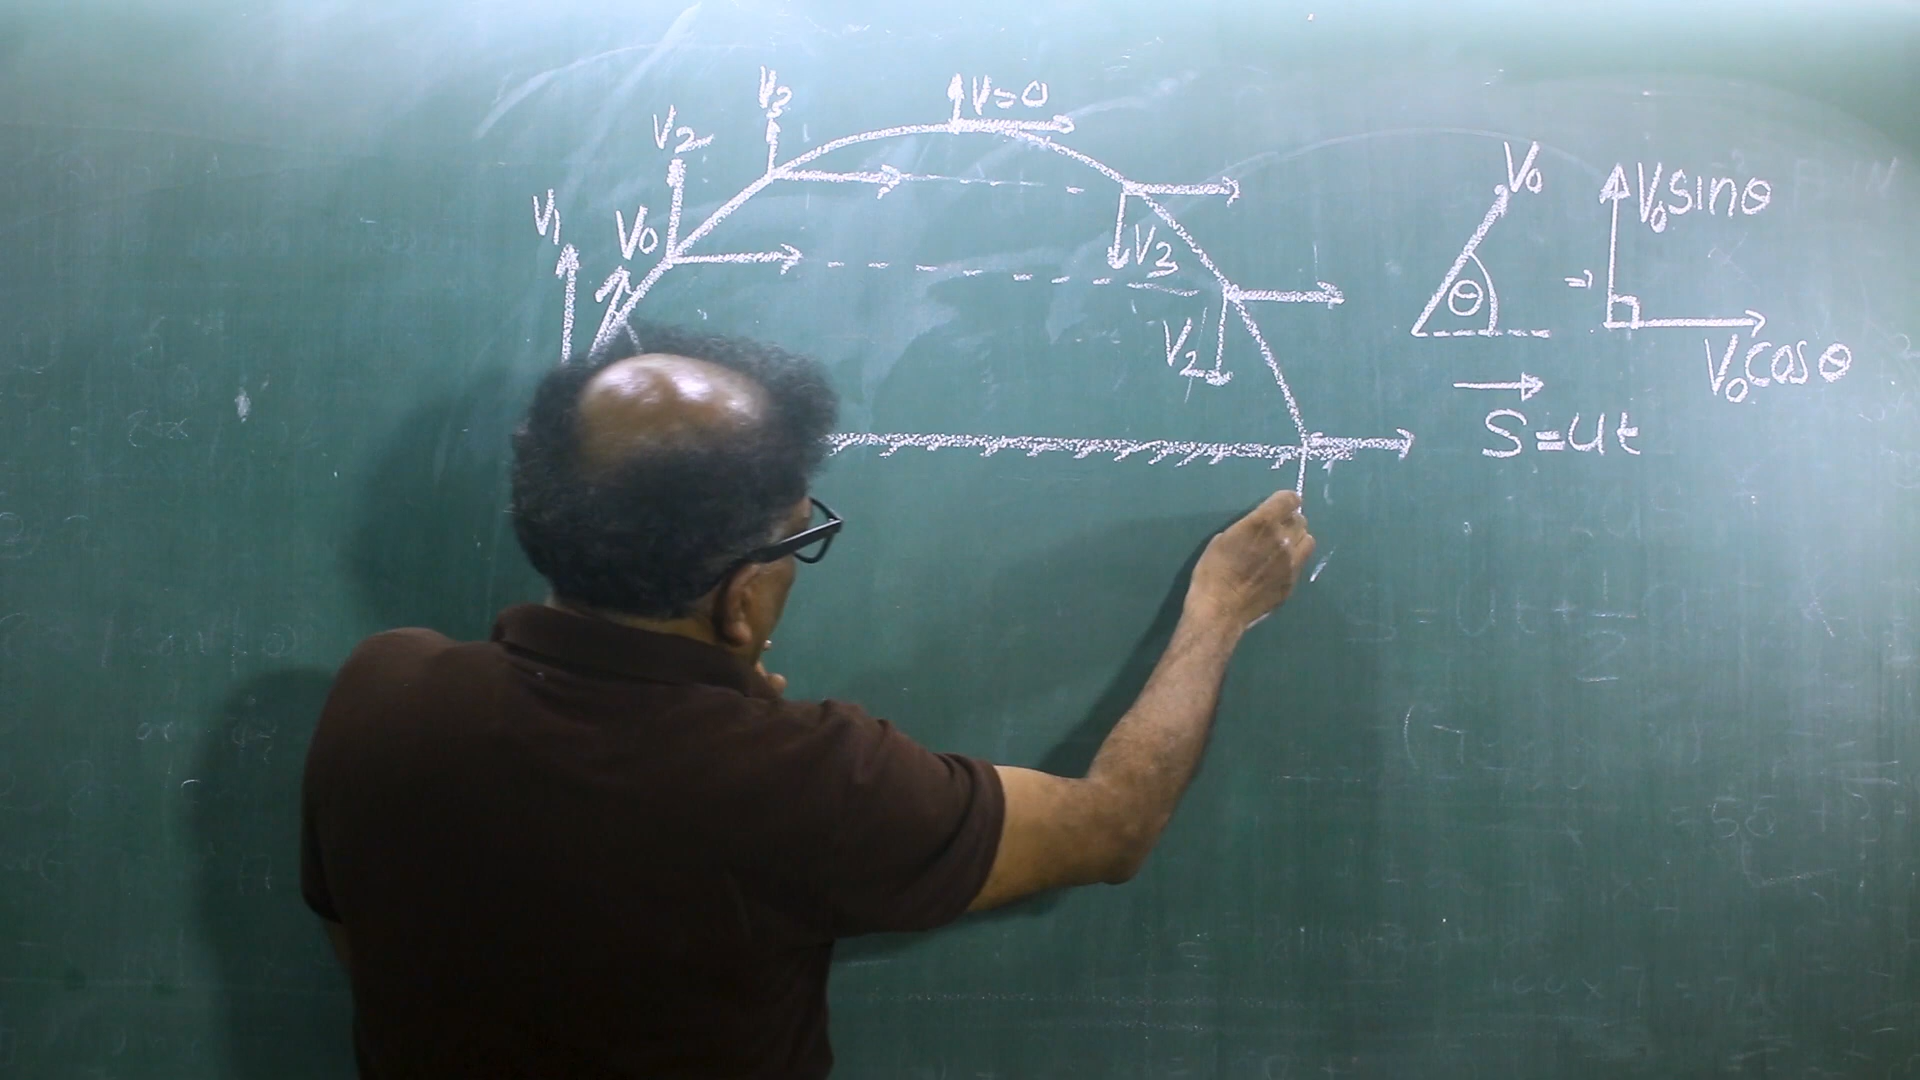 V₃
V=0
V₂
V₁
V₀
V₃
V₂
V₀
θ
⇒
V₀sinθ
V₀cosθ
S=ut